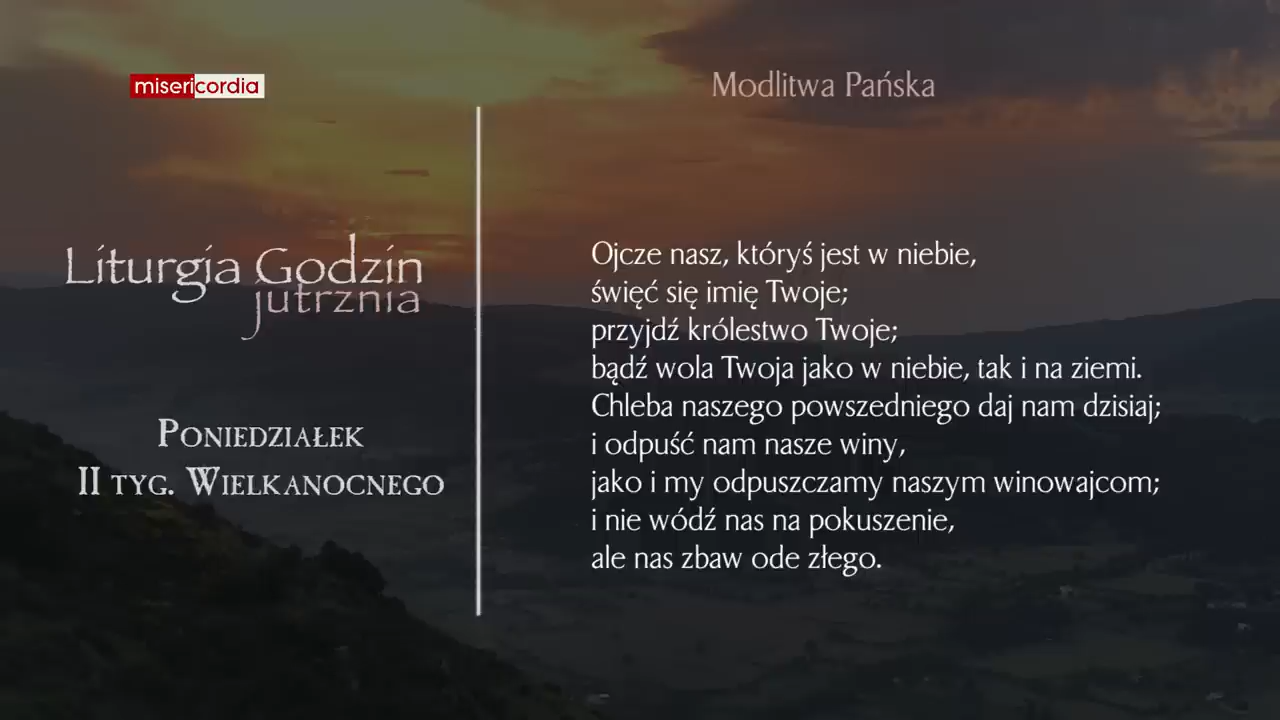 misericordia
Liturgia Godzin
jutrznia
Poniedziałek
II tyg. Wielkanocnego
Modlitwa Pańska
Ojcze nasz, któryś jest w niebie,
święć się imię Twoje;
przyjdź królestwo Twoje;
bądź wola Twoja jako w niebie, tak i na ziemi.
Chleba naszego powszedniego daj nam dzisiaj;
i odpuść nam nasze winy,
jako i my odpuszczamy naszym winowajcom;
i nie wódź nas na pokuszenie,
ale nas zbaw ode złego.